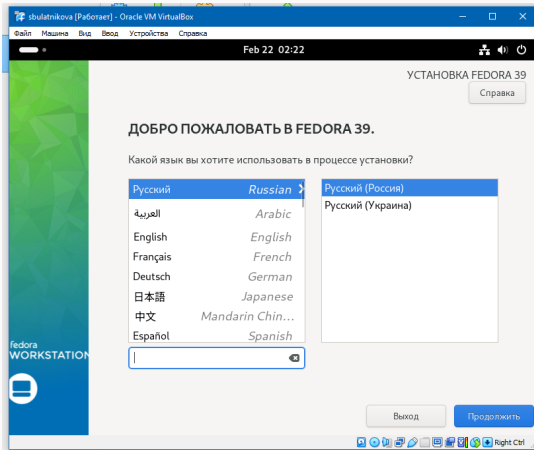 sbulatnikova [Работает] - Oracle VM VirtualBox
Файл Машина Вид Ввод Устройства Справка
Feb 22 02:22
УСТАНОВКА FEDORA 39
Справка
ДОБРО ПОЖАЛОВАТЬ В FEDORA 39.
Какой язык вы хотите использовать в процессе установки?
Русский Russian
العربية Arabic
English English
Français French
Deutsch German
日本語 Japanese
中文 Mandarin Chin...
Español Spanish
Русский (Россия)
Русский (Украина)
fedora
WORKSTATION
Выход
Продолжить
Right Ctrl